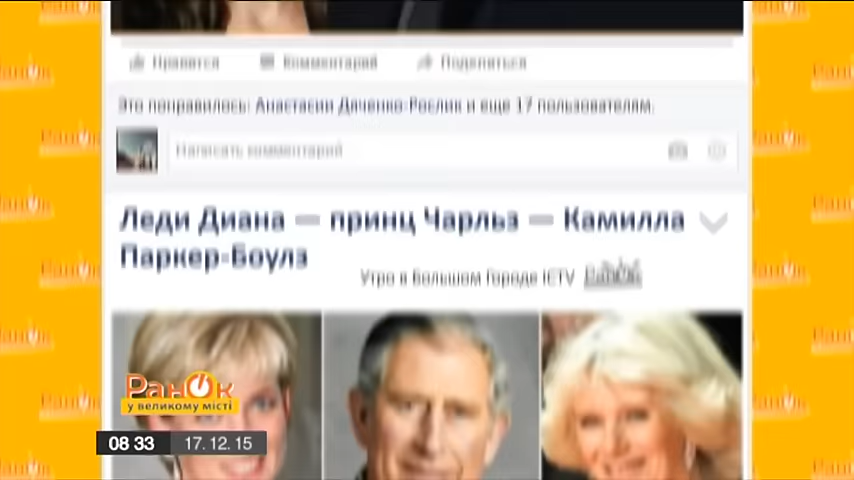 Нравится Комментарий Поделиться
Это понравилось: Анастасии Дяченко-Рослик и еще 17 пользователям.
Написать комментарий
Леди Диана — принц Чарльз — Камилла
Паркер-Боулз
Утро в Большом Городе ICTV
РанОк
у великому місті
08 33 17. 12. 15